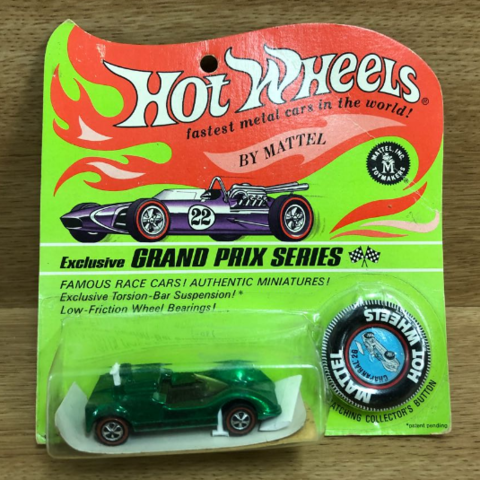 HOT WHEELS®
fastest metal cars in the world!
BY MATTEL
MATTEL, INC.
M
TOYMAKERS
22
Exclusive GRAND PRIX SERIES
FAMOUS RACE CARS! AUTHENTIC MINIATURES!
Exclusive Torsion-Bar Suspension!*
Low-Friction Wheel Bearings!
MATTEL
HOT WHEELS
CHAPARRAL 2G
COLLECTOR'S BUTTON
*patent pending